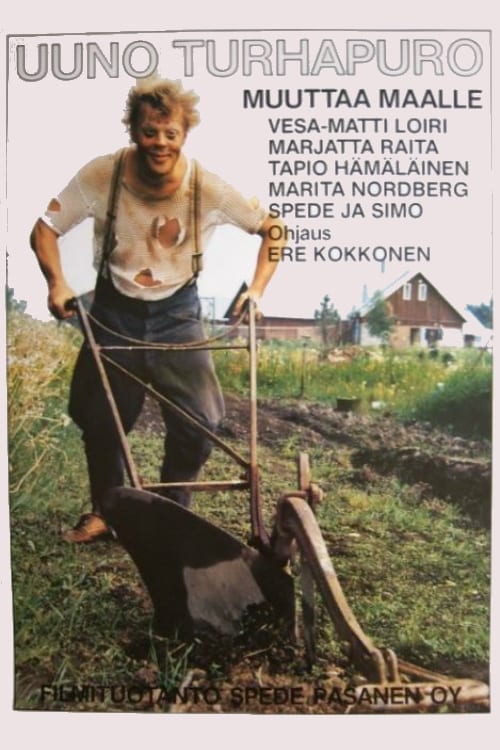 UUNO TURHAPURO
MUUTTAA MAALLE
VESA-MATTI LOIRI
MARJATTA RAITA
TAPIO HÄMÄLÄINEN
MARITA NORDBERG
SPEDE JA SIMO
Ohjaus
ERE KOKKONEN
FILMITUOTANTO SPEDE PASANEN OY